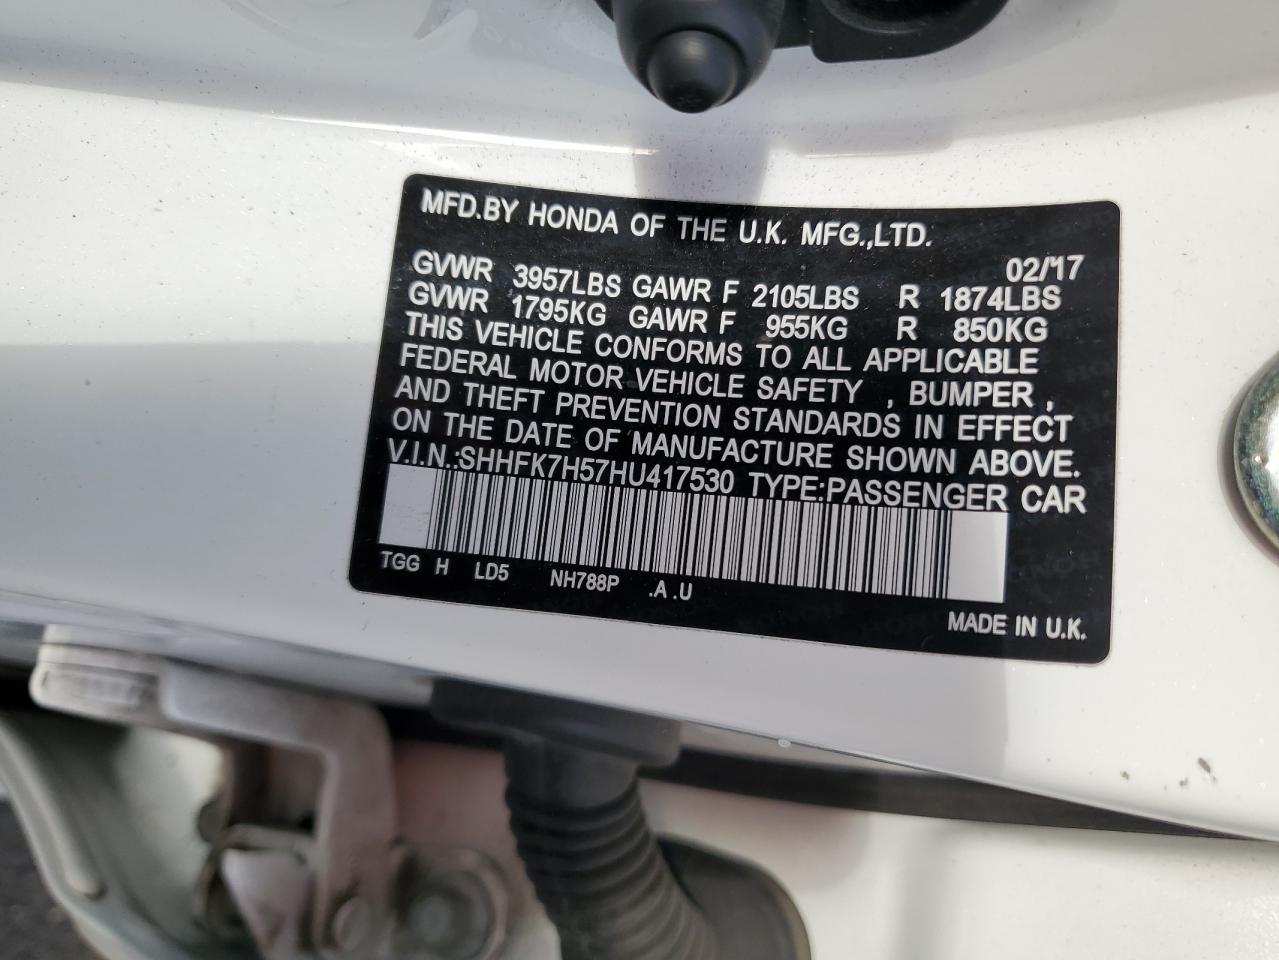 MFD.BY HONDA OF THE U.K. MFG.,LTD.
02/'17
GVWR 3957LBS GAWR F 2105LBS R 1874LBS
GVWR 1795KG GAWR F 955KG R 850KG
THIS VEHICLE CONFORMS TO ALL APPLICABLE
FEDERAL MOTOR VEHICLE SAFETY , BUMPER ,
AND THEFT PREVENTION STANDARDS IN EFFECT
ON THE DATE OF MANUFACTURE SHOWN ABOVE.
V.I.N.:SHHFK7H57HU417530 TYPE:PASSENGER CAR
TGG H LD5 NH788P .A .U
MADE IN U.K.